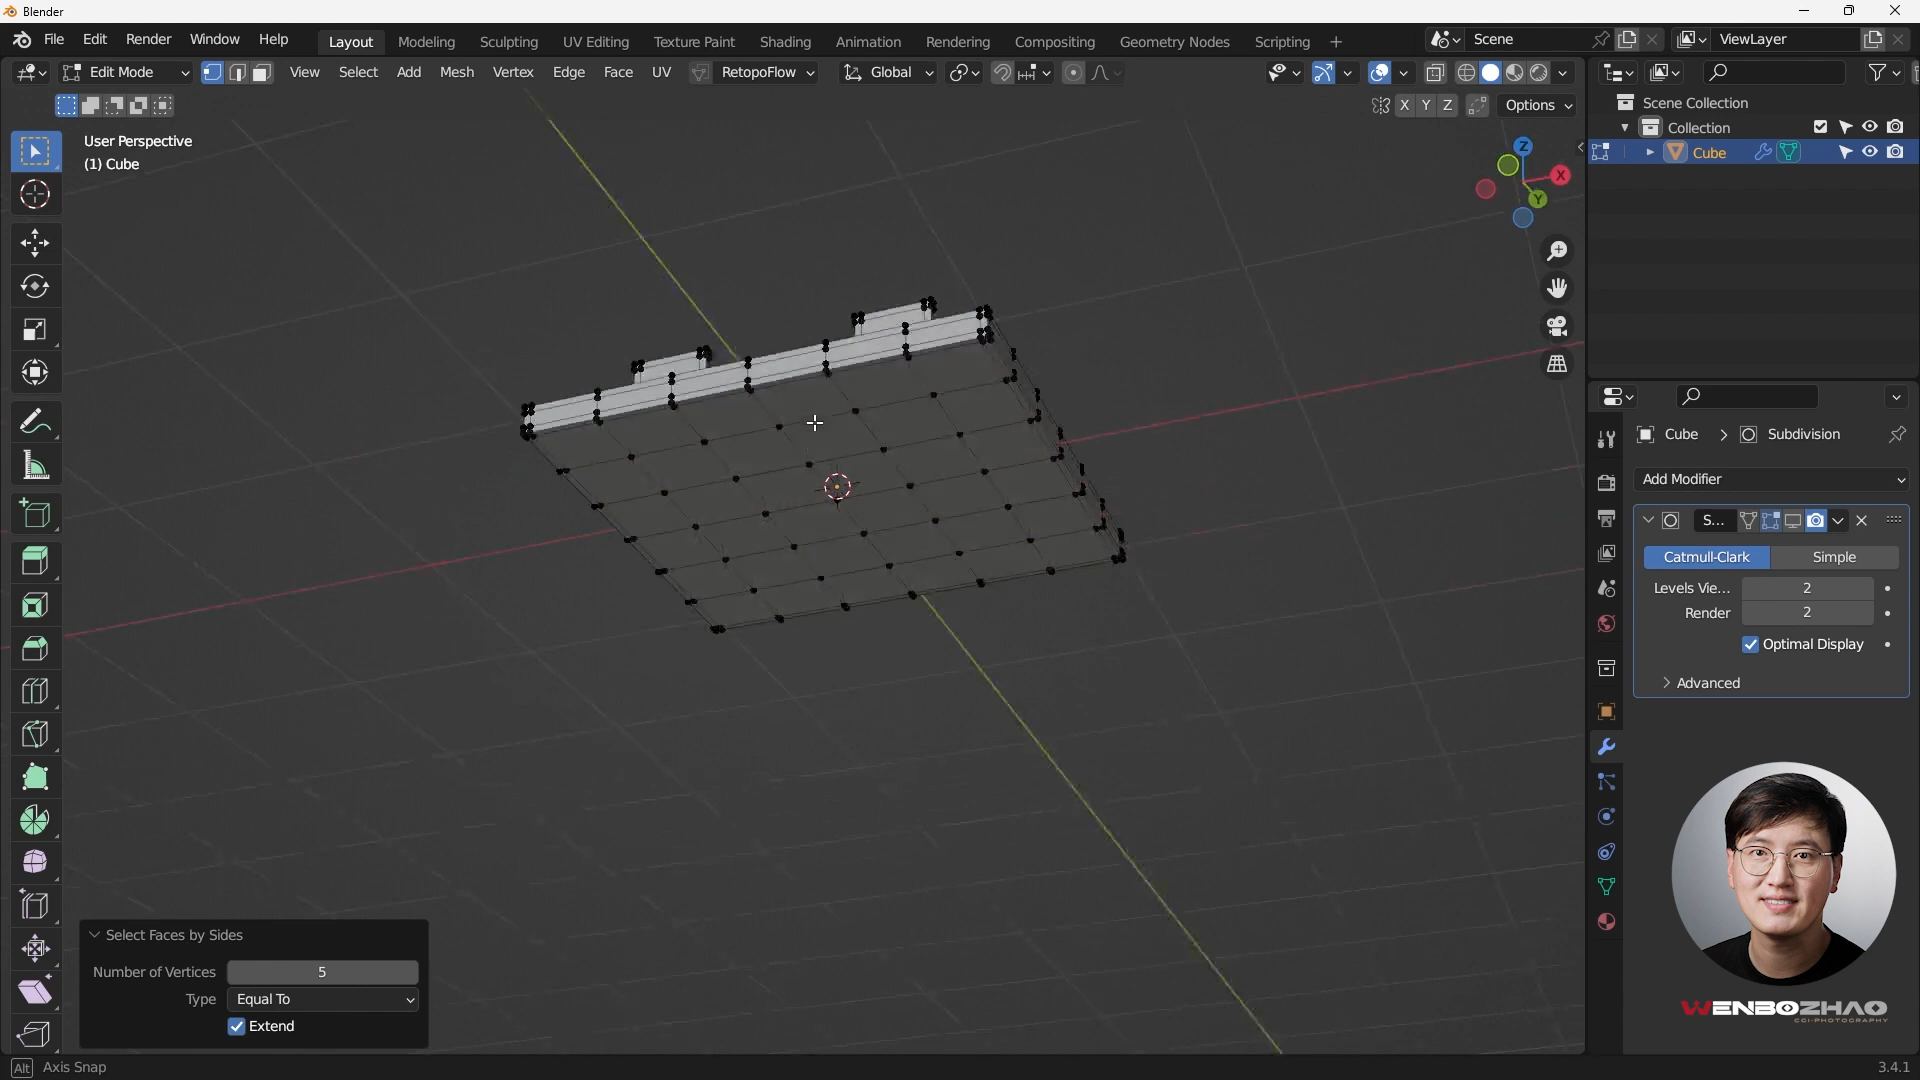 Blender
File Edit Render Window Help Layout Modeling Sculpting UV Editing Texture Paint Shading Animation Rendering Compositing Geometry Nodes Scripting + Scene ViewLayer
Edit Mode View Select Add Mesh Vertex Edge Face UV RetopoFlow Global
X Y Z Options
User Perspective
(1) Cube
Z
X
Y
Scene Collection
Collection
Cube
Cube > Subdivision
Add Modifier
S...
Catmull-Clark Simple
Levels Vie... 2
Render 2
Optimal Display
Advanced
Select Faces by Sides
Number of Vertices 5
Type Equal To
Extend
WENBOZHAO
CGI-PHOTOGRAPHY
Alt Axis Snap
3.4.1